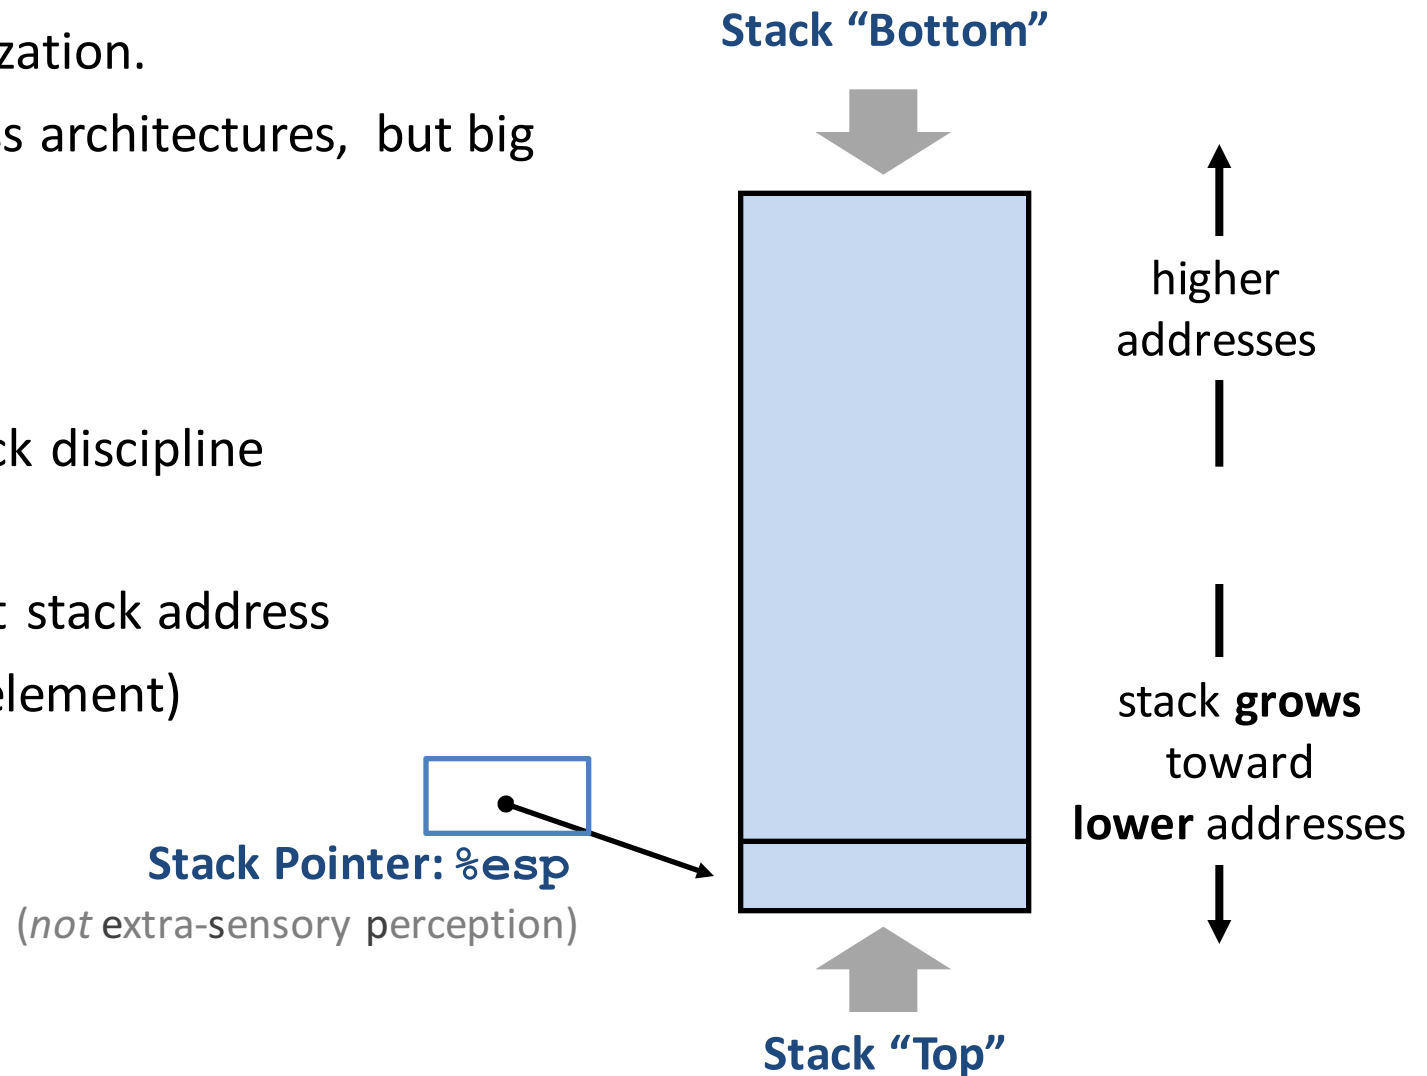 Stack “Bottom”
zation.
s architectures, but big
higher
addresses
ck discipline
t stack address
element)
stack grows
toward
lower addresses
Stack Pointer: %esp
(not extra-sensory perception)
Stack “Top”